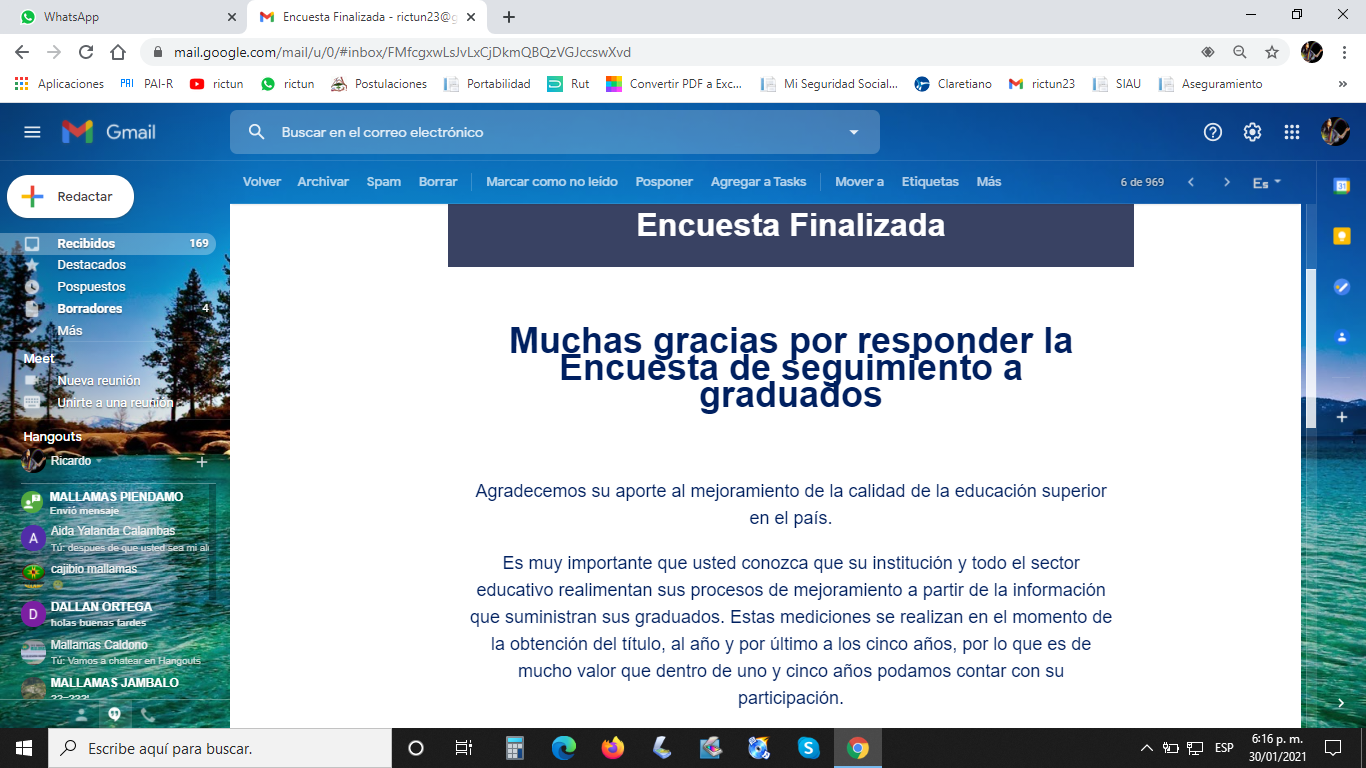 WhatsApp
Encuesta Finalizada - rictun23@g
mail.google.com/mail/u/0/#inbox/FMfcgxwLsJvLxCjDkmQBQzVGJccswXvd
Aplicaciones PAI-R rictun rictun Postulaciones Portabilidad Rut Convertir PDF a Exc... Mi Seguridad Social... Claretiano rictun23 SIAU Aseguramiento »
Gmail
Buscar en el correo electrónico
Redactar
Volver Archivar Spam Borrar Marcar como no leído Posponer Agregar a Tasks Mover a Etiquetas Más 6 de 969 Es
Recibidos 169
Destacados
Pospuestos
Borradores 4
Más
Meet
Nueva reunión
Unirte a una reunión
Hangouts
Ricardo
MALLAMAS PIENDAMO
Envió mensaje
A
Aida Yalanda Calambas
Tú: despues de que usted sea mi ali
cajibio mallamas
D
DALLAN ORTEGA
holas buenas tardes
Mallamas Caldono
Tú: Vamos a chatear en Hangouts
MALLAMAS JAMBALO
Encuesta Finalizada
Muchas gracias por responder la
Encuesta de seguimiento a
graduados
Agradecemos su aporte al mejoramiento de la calidad de la educación superior
en el país.
Es muy importante que usted conozca que su institución y todo el sector
educativo realimentan sus procesos de mejoramiento a partir de la información
que suministran sus graduados. Estas mediciones se realizan en el momento de
la obtención del título, al año y por último a los cinco años, por lo que es de
mucho valor que dentro de uno y cinco años podamos contar con su
participación.
31
Escribe aquí para buscar.
ESP
6:16 p. m.
30/01/2021